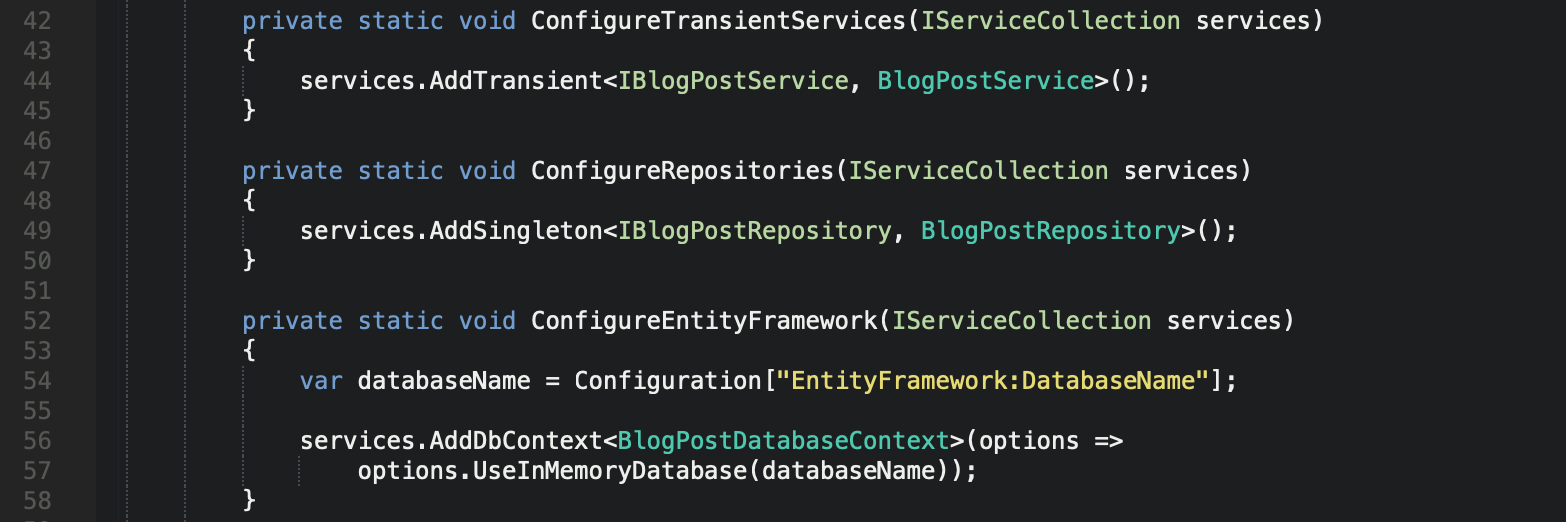 42 private static void ConfigureTransientServices(IServiceCollection services)
43 {
44     services.AddTransient<IBlogPostService, BlogPostService>();
45 }
46
47 private static void ConfigureRepositories(IServiceCollection services)
48 {
49     services.AddSingleton<IBlogPostRepository, BlogPostRepository>();
50 }
51
52 private static void ConfigureEntityFramework(IServiceCollection services)
53 {
54     var databaseName = Configuration["EntityFramework:DatabaseName"];
55
56     services.AddDbContext<BlogPostDatabaseContext>(options =>
57         options.UseInMemoryDatabase(databaseName));
58 }